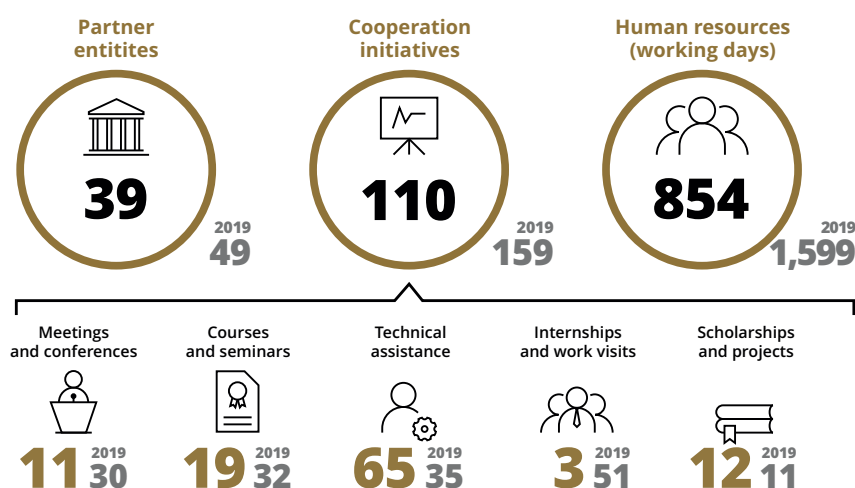 Partner
entitites
Cooperation
initiatives
Human resources
(working days)
39
2019
49
110
2019
159
854
2019
1,599
Meetings
and conferences
Courses
and seminars
Technical
assistance
Internships
and work visits
Scholarships
and projects
11
2019
30
19
2019
32
65
2019
35
3
2019
51
12
2019
11